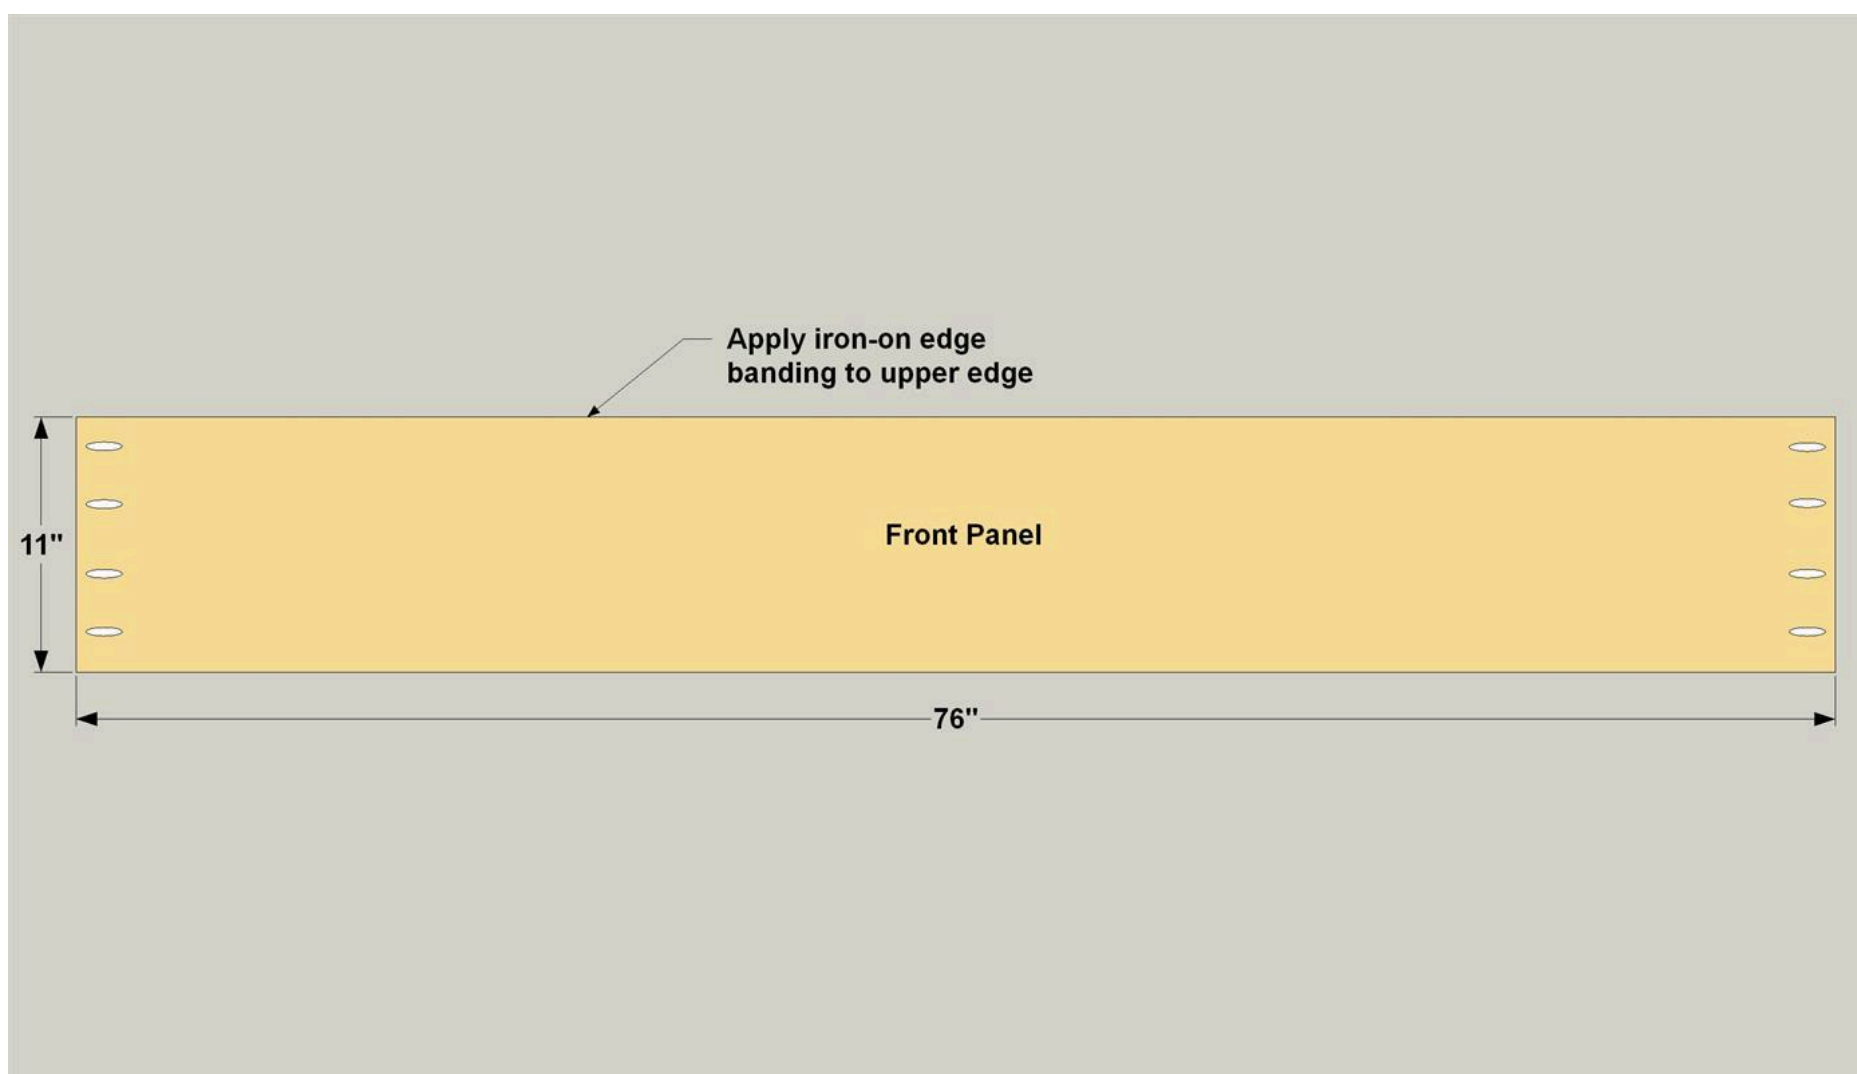 Apply iron-on edge
banding to upper edge
Front Panel
11"
76"